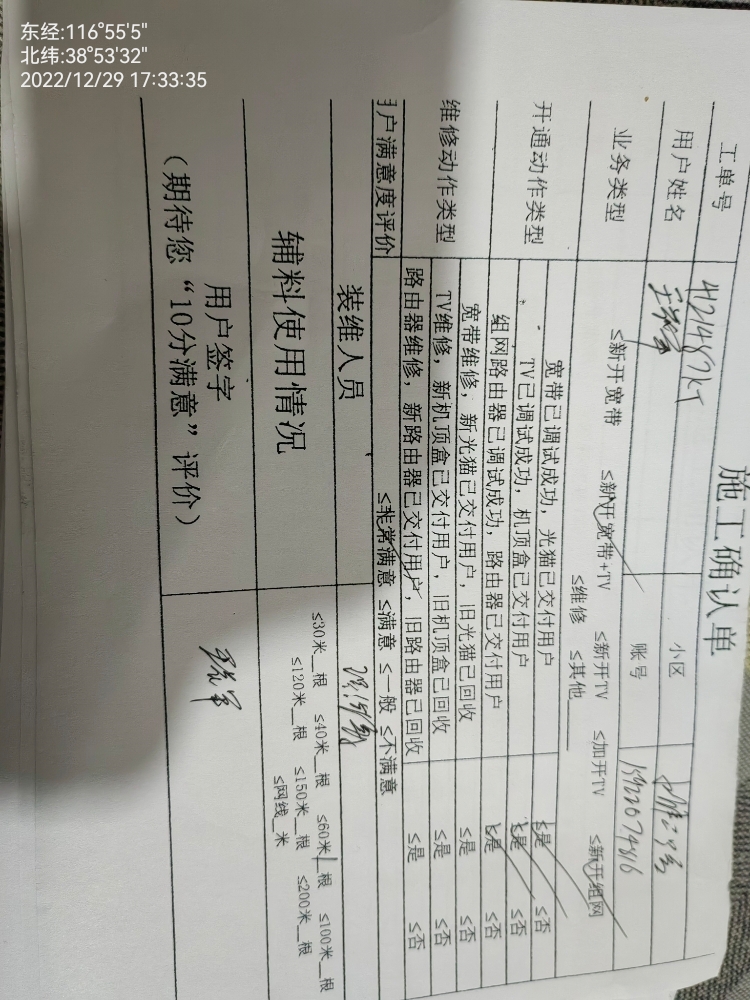 东经:116°55'5"
北纬:38°53'32"
2022/12/29 17:33:35
施工确认单
工单号
用户姓名 小区
业务类型 账号
≤新开宽带 ≤新开宽带+TV ≤新开TV ≤加开TV ≤新开组网
≤维修 ≤其他____
开通动作类型
宽带已调试成功，光猫已交付用户 ≤是 ≤否
TV已调试成功，机顶盒已交付用户 ≤是 ≤否
组网路由器已调试成功，路由器已交付用户 ≤是 ≤否
维修动作类型
宽带维修，新光猫已交付用户，旧光猫已回收 ≤是 ≤否
TV维修，新机顶盒已交付用户，旧机顶盒已回收 ≤是 ≤否
路由器维修，新路由器已交付用户，旧路由器已回收 ≤是 ≤否
用户满意度评价 ≤非常满意 ≤满意 ≤一般 ≤不满意
装维人员
辅料使用情况
≤30米__根 ≤40米__根 ≤60米__根 ≤100米__根
≤120米__根 ≤150米__根 ≤200米__根
≤网线__米
用户签字
（期待您“10分满意”评价）